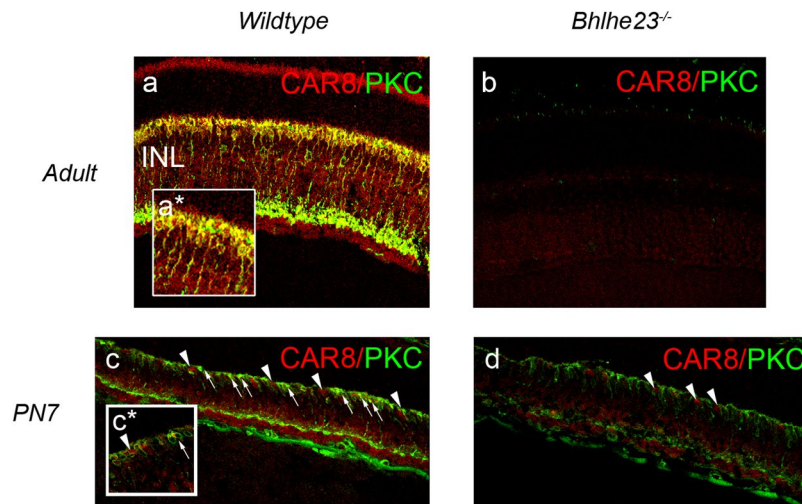 Wildtype Bhlhe23-/-
a CAR8/PKC
b CAR8/PKC
Adult
INL
a*
c CAR8/PKC
d CAR8/PKC
PN7
c*